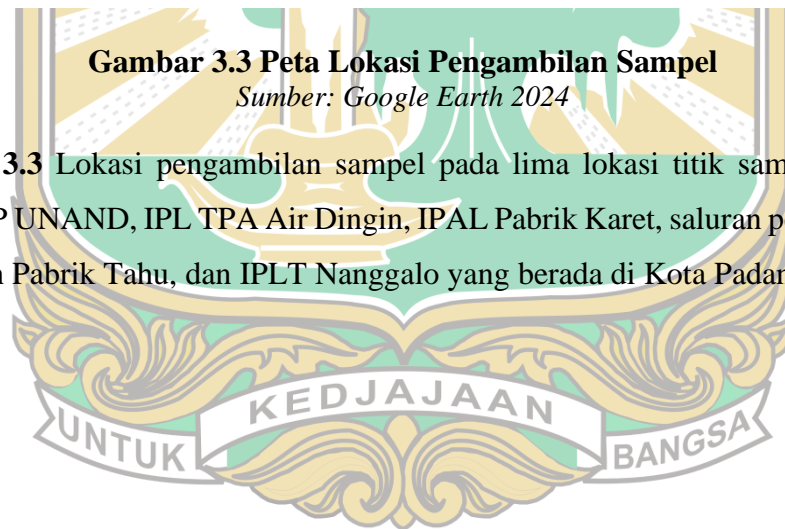 Gambar 3.3 Peta Lokasi Pengambilan Sampel
Sumber: Google Earth 2024
3.3 Lokasi pengambilan sampel pada lima lokasi titik
UNAND, IPL TPA Air Dingin, IPAL Pabrik Karet, saluran
Pabrik Tahu, dan IPLT Nanggalo yang berada di Kota
UNTUK KEDJAJAAN BANGSA